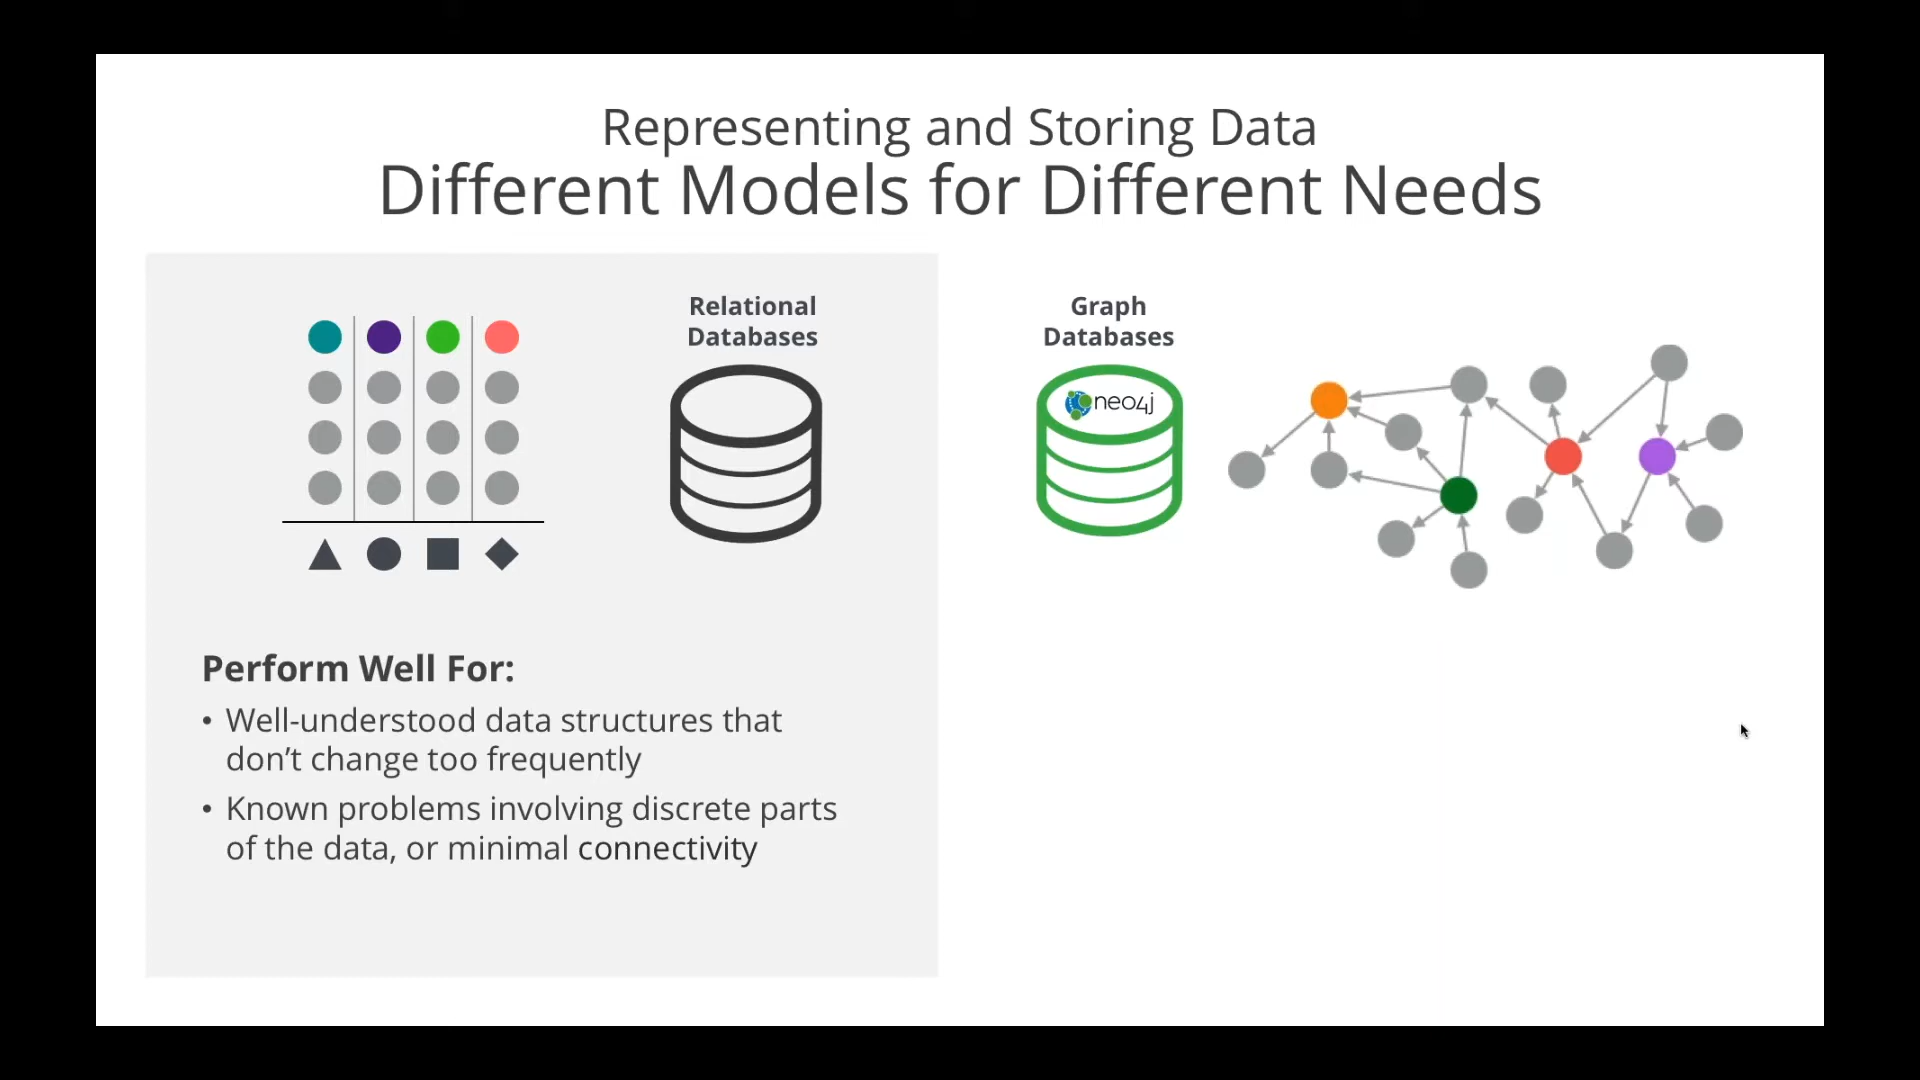 Representing and Storing Data
Different Models for Different Needs
Relational
Databases
Graph
Databases
neo4j
Perform Well For:
• Well-understood data structures that
don’t change too frequently
• Known problems involving discrete parts
of the data, or minimal connectivity